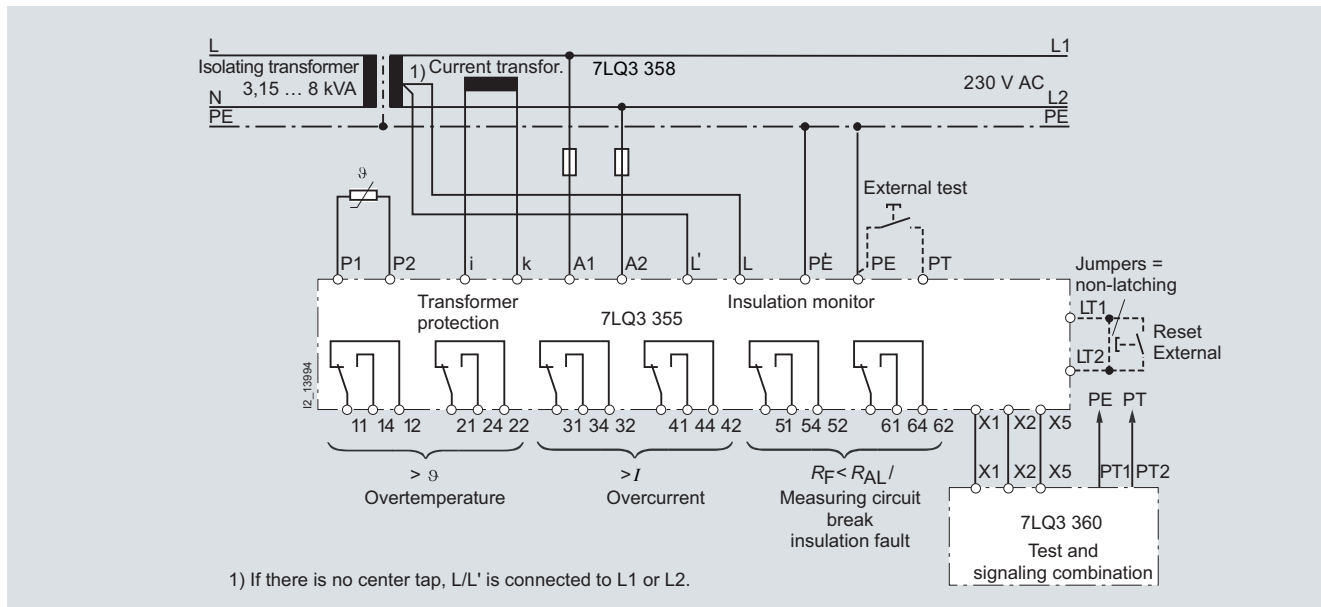 L
L1
Isolating transformer
3,15 ... 8 kVA
1)
Current transfor.
7LQ3 358
230 V AC
N
L2
PE
PE
ϑ
External test
P1
P2
i
k
A1
A2
L'
L
PE'
PE
PT
Jumpers =
non-latching
Transformer
protection
7LQ3 355
Insulation monitor
LT1
Reset
External
LT2
I2_13994
PE PT
11 14 12
21 24 22
31 34 32
41 44 42
51 54 52
61 64 62
X1 X2 X5
> ϑ
Overtemperature
>I
Overcurrent
RF< RAL/
Measuring circuit
break
insulation fault
X1 X2 X5 PT1 PT2
7LQ3 360
Test and
signaling combination
1) If there is no center tap, L/L' is connected to L1 or L2.